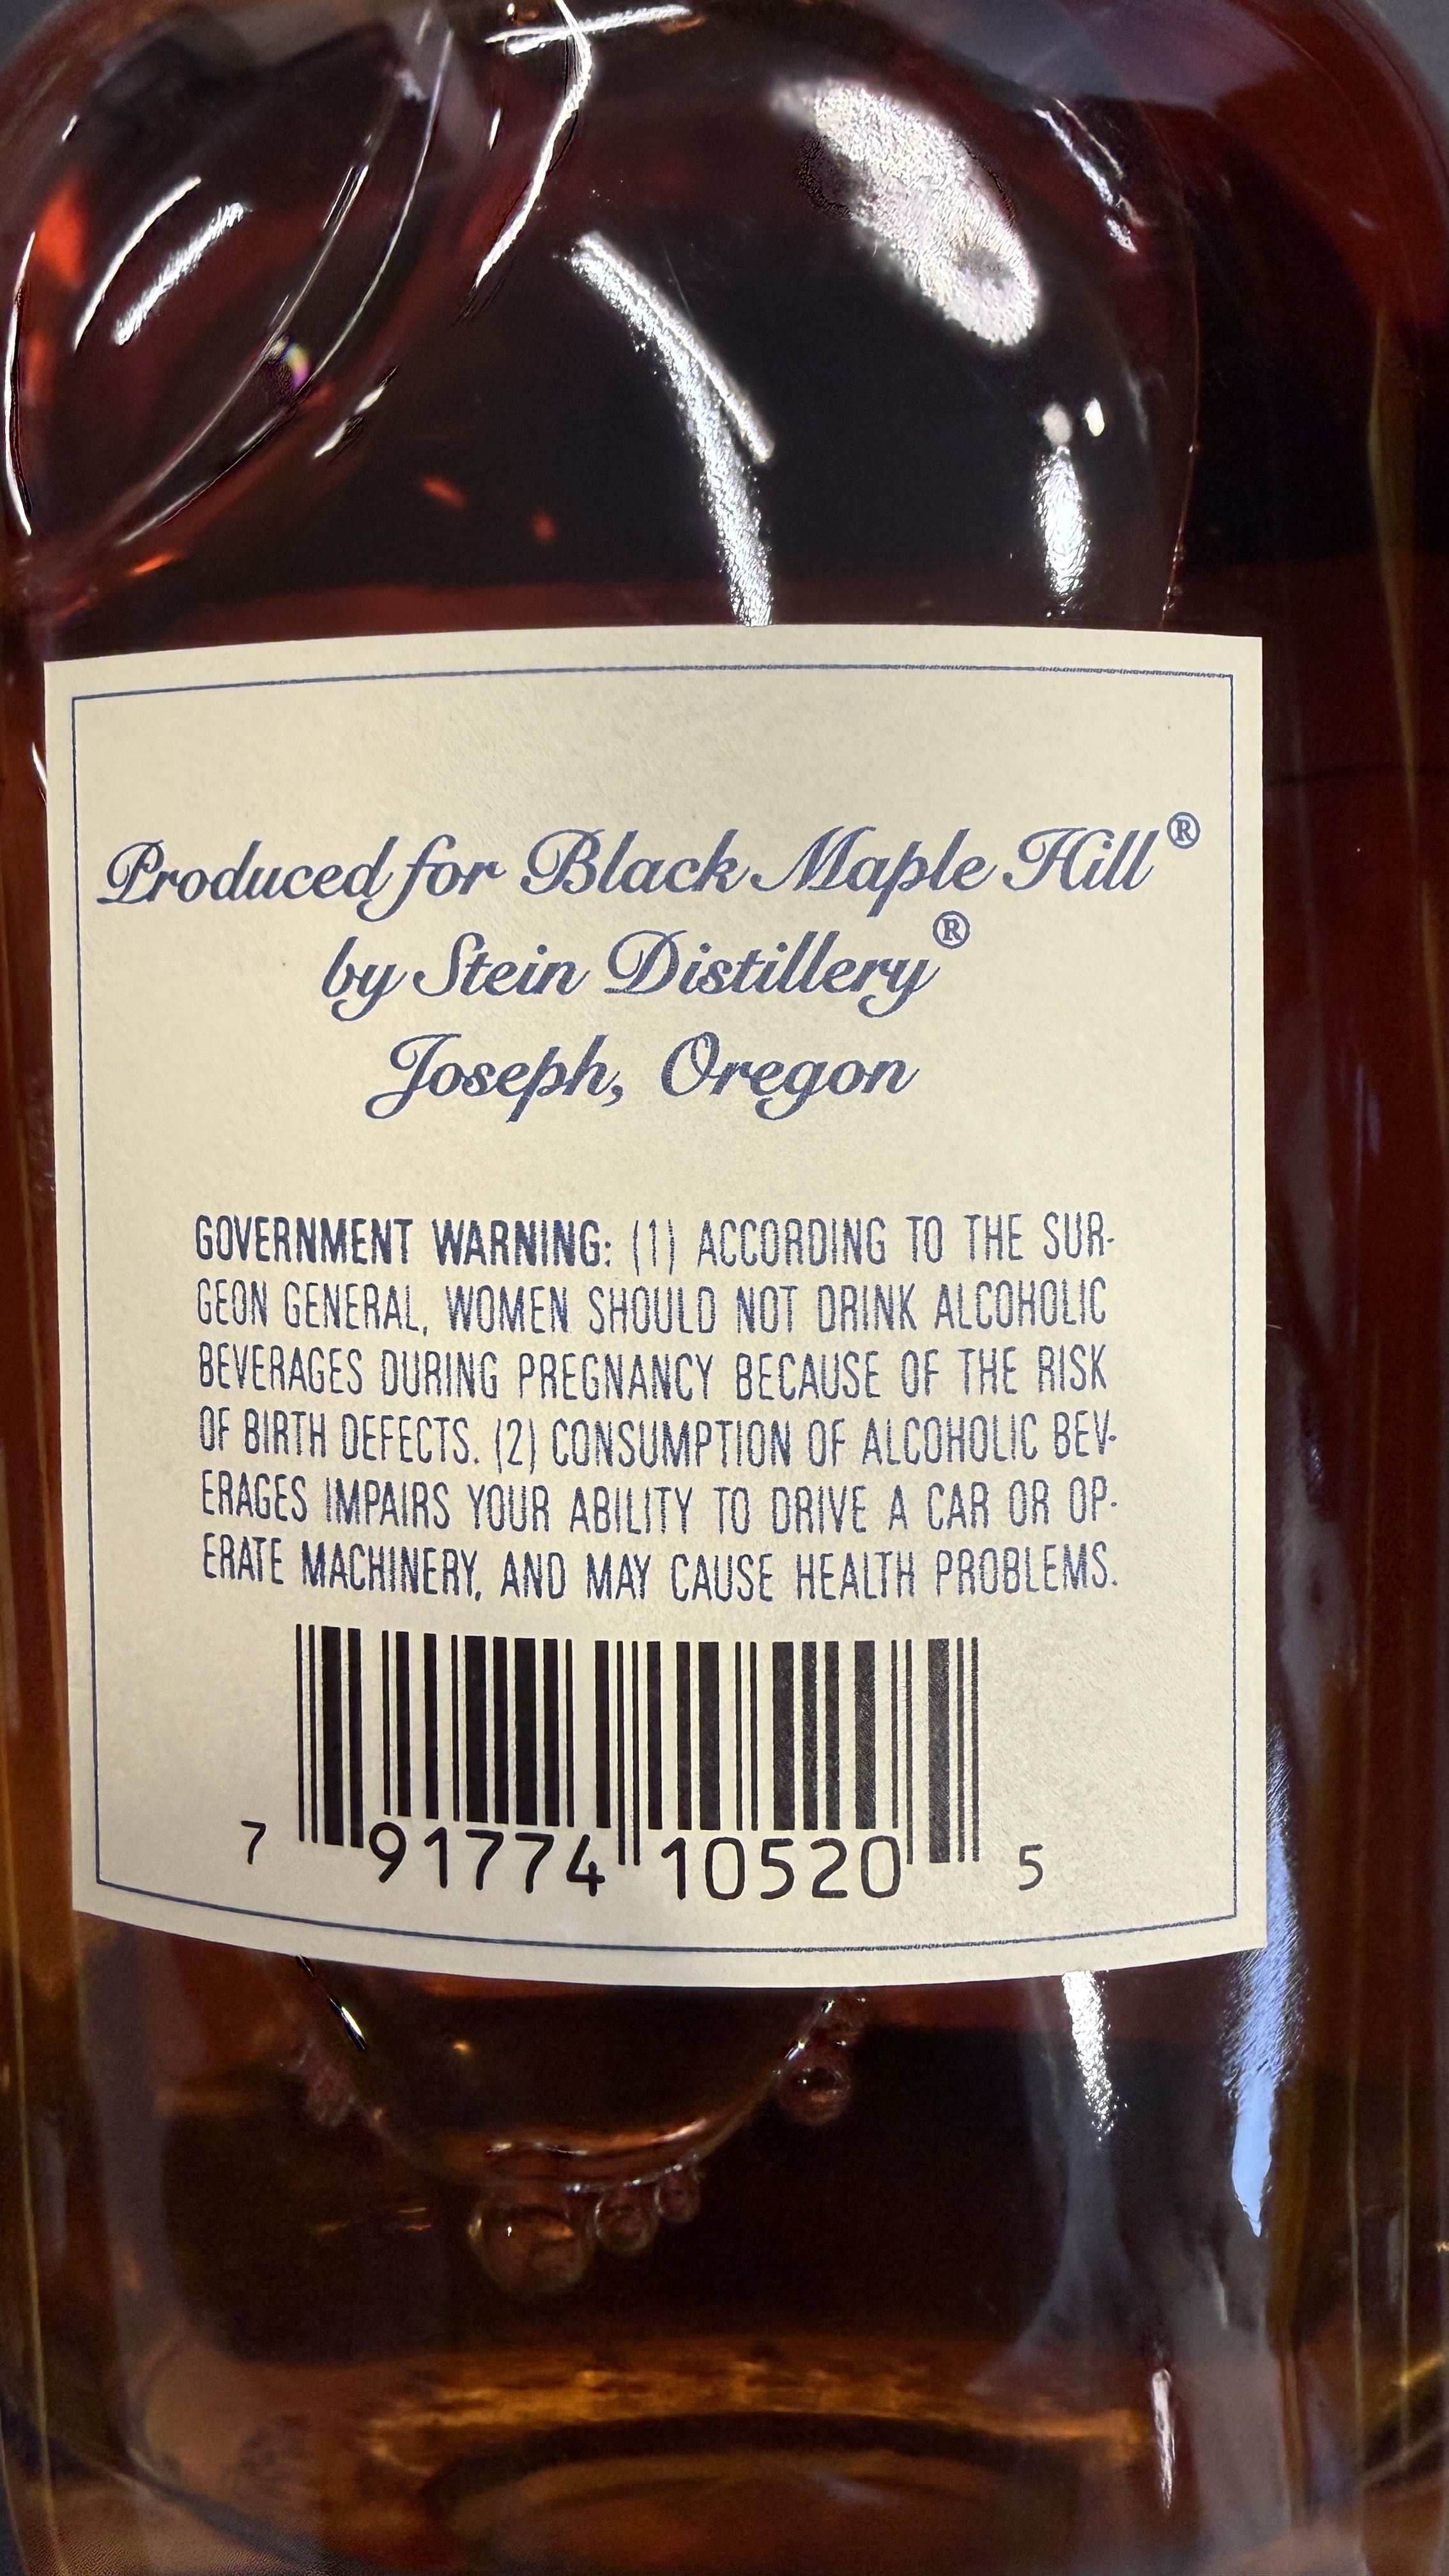 Produced for Black Maple Hill®
by Stein Distillery®
Joseph, Oregon
GOVERNMENT WARNING: (1) ACCORDING TO THE SUR-
GEON GENERAL, WOMEN SHOULD NOT DRINK ALCOHOLIC
BEVERAGES DURING PREGNANCY BECAUSE OF THE RISK
OF BIRTH DEFECTS. (2) CONSUMPTION OF ALCOHOLIC BEV-
ERAGES IMPAIRS YOUR ABILITY TO DRIVE A CAR OR OP-
ERATE MACHINERY, AND MAY CAUSE HEALTH PROBLEMS.
7 91774 10520 5